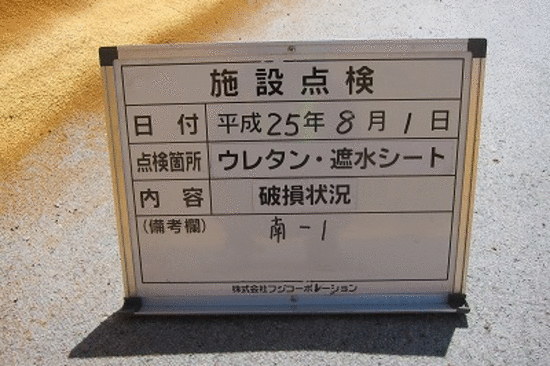 施設点検
日付 平成25年8月1日
点検箇所 ウレタン・遮水シート
内容 破損状況
(備考欄) 南-1
株式会社フジコーポレーション